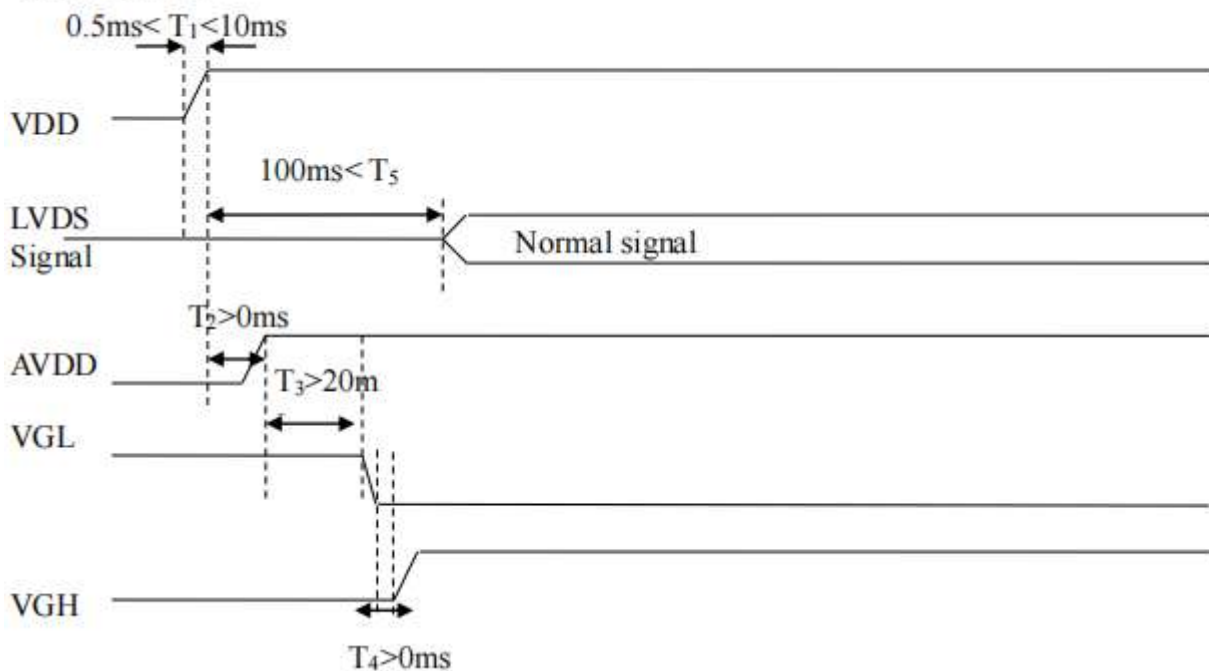 0.5ms< T₁<10ms
VDD
100ms< T₅
LVDS
Signal
Normal signal
T₂>0ms
AVDD
T₃>20m
VGL
VGH
T₄>0ms